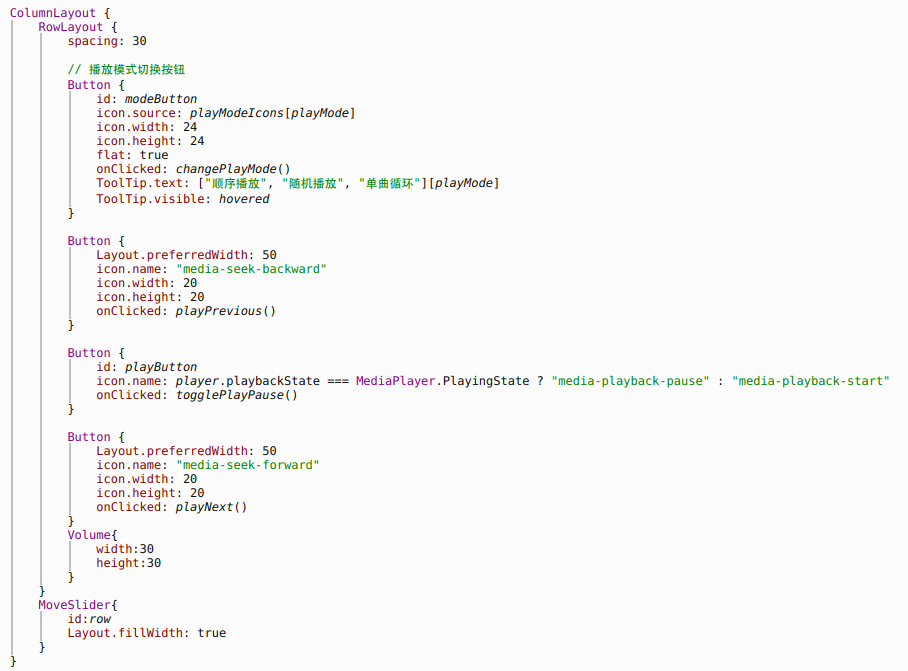 ColumnLayout {
    RowLayout {
        spacing: 30

        // 播放模式切换按钮
        Button {
            id: modeButton
            icon.source: playModeIcons[playMode]
            icon.width: 24
            icon.height: 24
            flat: true
            onClicked: changePlayMode()
            ToolTip.text: ["顺序播放", "随机播放", "单曲循环"][playMode]
            ToolTip.visible: hovered
        }

        Button {
            Layout.preferredWidth: 50
            icon.name: "media-seek-backward"
            icon.width: 20
            icon.height: 20
            onClicked: playPrevious()
        }

        Button {
            id: playButton
            icon.name: player.playbackState === MediaPlayer.PlayingState ? "media-playback-pause" : "media-playback-start"
            onClicked: togglePlayPause()
        }

        Button {
            Layout.preferredWidth: 50
            icon.name: "media-seek-forward"
            icon.width: 20
            icon.height: 20
            onClicked: playNext()
        }
        Volume{
            width:30
            height:30
        }
    }
    MoveSlider{
        id:row
        Layout.fillWidth: true
    }
}